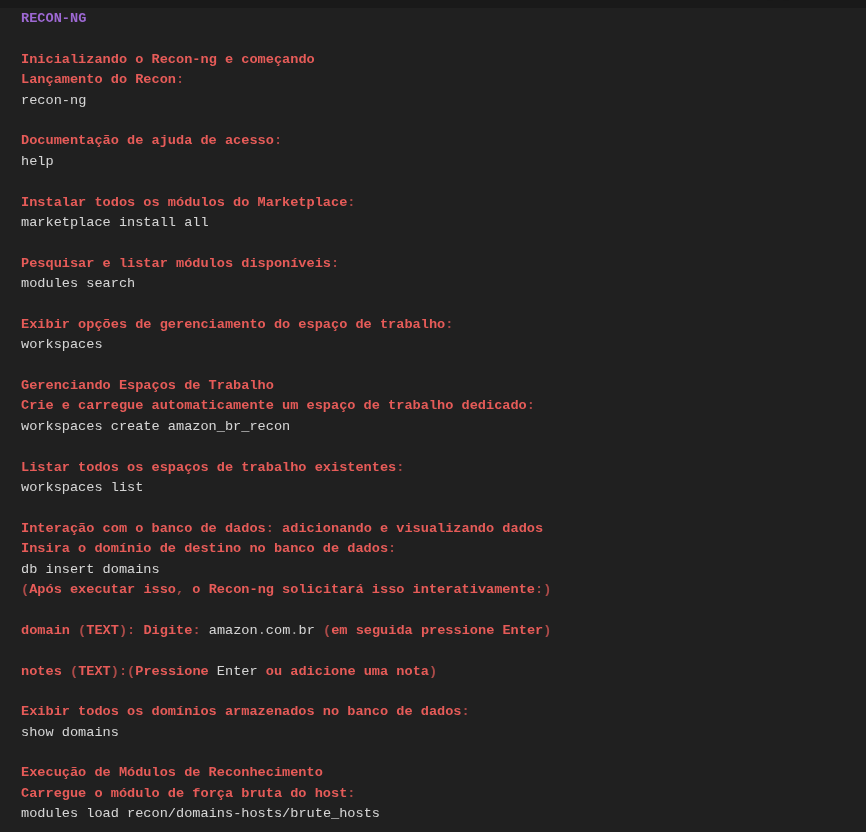 RECON-NG
Inicializando o Recon-ng e começando
Lançamento do Recon:
recon-ng
Documentação de ajuda de acesso:
help
Instalar todos os módulos do Marketplace:
marketplace install all
Pesquisar e listar módulos disponíveis:
modules search
Exibir opções de gerenciamento do espaço de trabalho:
workspaces
Gerenciando Espaços de Trabalho
Crie e carregue automaticamente um espaço de trabalho dedicado:
workspaces create amazon_br_recon
Listar todos os espaços de trabalho existentes:
workspaces list
Interação com o banco de dados: adicionando e visualizando dados
Insira o domínio de destino no banco de dados:
db insert domains
(Após executar isso, o Recon-ng solicitará isso interativamente:)
domain (TEXT): Digite: amazon.com.br (em seguida pressione Enter)
notes (TEXT):(Pressione Enter ou adicione uma nota)
Exibir todos os domínios armazenados no banco de dados:
show domains
Execução de Módulos de Reconhecimento
Carregue o módulo de força bruta do host:
modules load recon/domains-hosts/brute_hosts